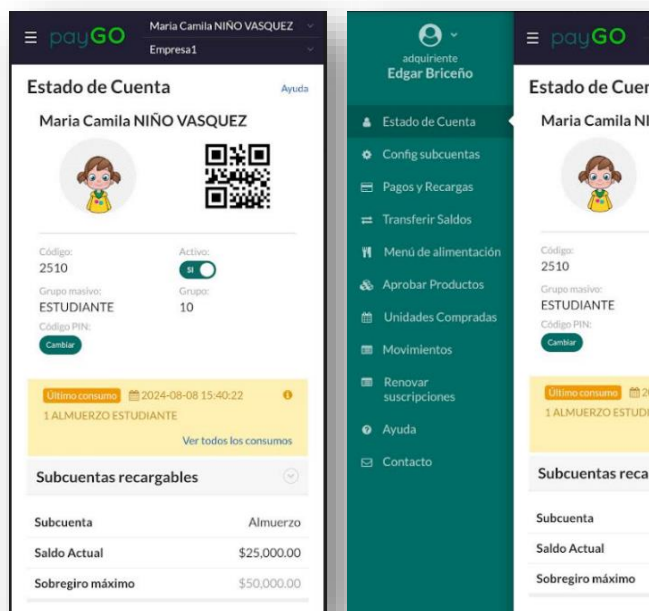 payGO
Maria Camila NIÑO VASQUEZ
Empresa1
Estado de Cuenta
Ayuda
Maria Camila NIÑO VASQUEZ
Código:
Activo:
2510
SI
Grupo masivo:
Grupo:
ESTUDIANTE
10
Código PIN:
Cambiar
Último consumo 2024-08-08 15:40:22
1 ALMUERZO ESTUDIANTE
Ver todos los consumos
Subcuentas recargables
Subcuenta
Almuerzo
Saldo Actual
$25,000.00
Sobregiro máximo
$50,000.00
adquiriente
Edgar Briceño
Estado de Cuenta
Config subcuentas
Pagos y Recargas
Transferir Saldos
Menú de alimentación
Aprobar Productos
Unidades Compradas
Movimientos
Renovar
suscripciones
Ayuda
Contacto
payGO
Estado de Cuen
Maria Camila NI
Código:
2510
Grupo masivo:
ESTUDIANTE
Código PIN:
Cambiar
Último consumo 20
1 ALMUERZO ESTUDI
Subcuentas reca
Subcuenta
Saldo Actual
Sobregiro máximo